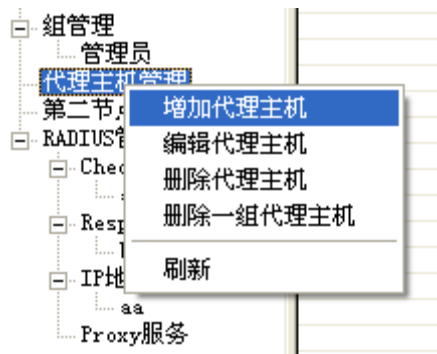 组管理
管理员
代理主机管理
第二节
RADIUS
Chec
Resp
IP地
aa
Proxy服务
增加代理主机
编辑代理主机
删除代理主机
删除一组代理主机
刷新